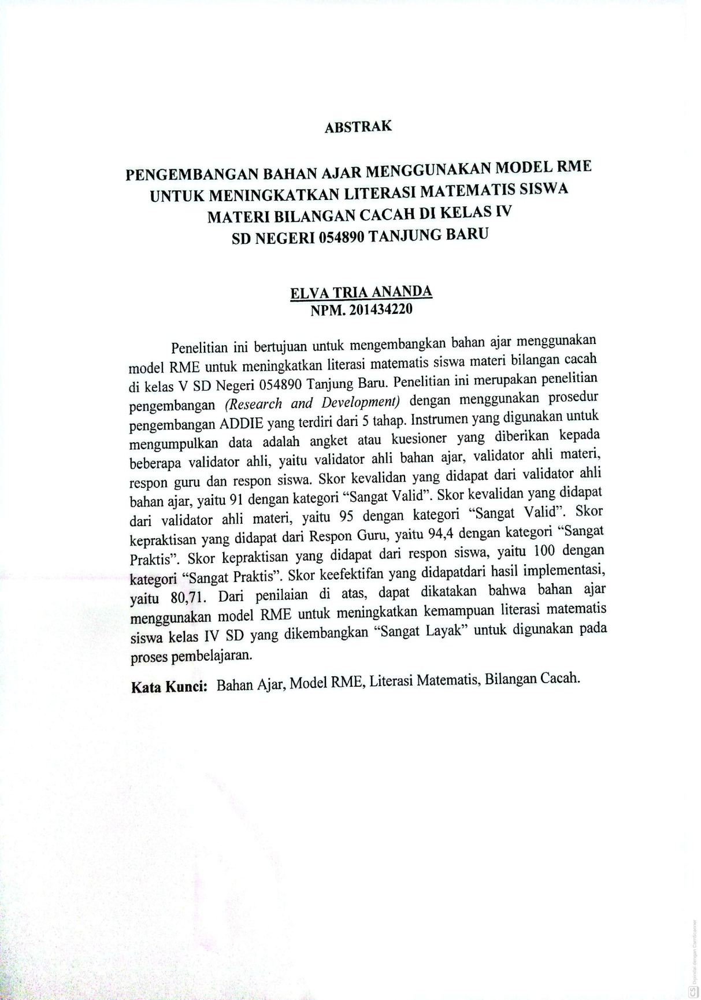 ABSTRAK
PENGEMBANGAN BAHAN AJAR MENGGUNAKAN MODEL RME
UNTUK MENINGKATKAN LITERASI MATEMATIS SISWA
MATERI BILANGAN CACAH DI KELAS IV
SD NEGERI 054890 TANJUNG BARU
ELVA TRIA ANANDA
NPM. 201434220
Penelitian ini bertujuan untuk mengembangkan bahan ajar menggunakan
model RME untuk meningkatkan literasi matematis siswa materi bilangan cacah
di kelas V SD Negeri 054890 Tanjung Baru. Penelitian ini merupakan penelitian
pengembangan (Research and Development) dengan menggunakan prosedur
pengembangan ADDIE yang terdiri dari 5 tahap. Instrumen yang digunakan untuk
mengumpulkan data adalah angket atau kuesioner yang diberikan kepada
beberapa validator ahli, yaitu validator ahli bahan ajar, validator ahli materi,
respon guru dan respon siswa. Skor kevalidan yang didapat dari validator ahli
bahan ajar, yaitu 91 dengan kategori “Sangat Valid”. Skor kevalidan yang didapat
dari validator ahli materi, yaitu 95 dengan kategori “Sangat Valid”. Skor
kepraktisan yang didapat dari Respon Guru, yaitu 94,4 dengan kategori “Sangat
Praktis”. Skor kepraktisan yang didapat dari respon siswa, yaitu 100 dengan
kategori “Sangat Praktis”. Skor keefektifan yang didapatdari hasil implementasi,
yaitu 80,71. Dari penilaian di atas, dapat dikatakan bahwa bahan ajar
menggunakan model RME untuk meningkatkan kemampuan literasi matematis
siswa kelas IV SD yang dikembangkan “Sangat Layak” untuk digunakan pada
proses pembelajaran.
Kata Kunci: Bahan Ajar, Model RME, Literasi Matematis, Bilangan Cacah.
CS Dipindai dengan CamScanner